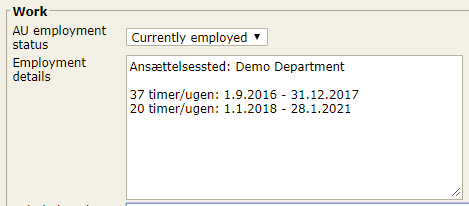 Work
AU employment status
Currently employed
Employment details
Ansættelsessted: Demo Department
37 timer/ugen: 1.9.2016 - 31.12.2017
20 timer/ugen: 1.1.2018 - 28.1.2021